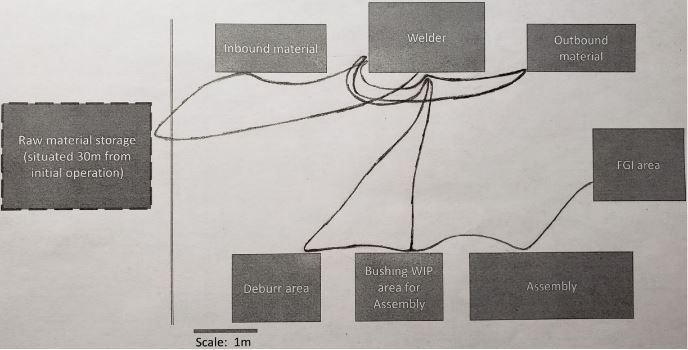 Inbound material
Welder
Outbound
material
Raw material storage
(situated 30m from
initial operation)
FGI area
Deburr area
Bushing WIP
area for
Assembly
Assembly
Scale: 1m